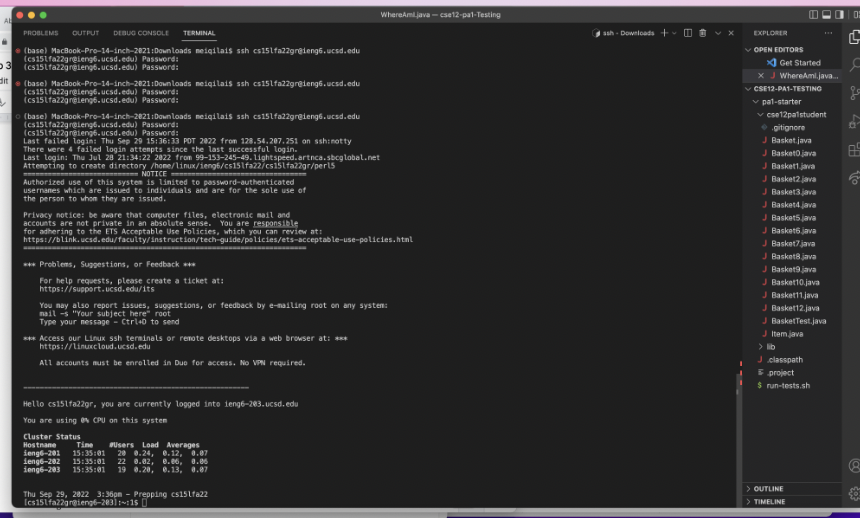 WhereAmI.java — cse12-pa1-Testing
PROBLEMS OUTPUT DEBUG CONSOLE TERMINAL
ssh - Downloads
(base) MacBook-Pro-14-inch-2021:Downloads meiqilai$ ssh cs15lfa22gr@ieng6.ucsd.edu
(cs15lfa22gr@ieng6.ucsd.edu) Password:
(cs15lfa22gr@ieng6.ucsd.edu) Password:
(base) MacBook-Pro-14-inch-2021:Downloads meiqilai$ ssh cs15lfa22gr@ieng6.ucsd.edu
(cs15lfa22gr@ieng6.ucsd.edu) Password:
(cs15lfa22gr@ieng6.ucsd.edu) Password:
(base) MacBook-Pro-14-inch-2021:Downloads meiqilai$ ssh cs15lfa22gr@ieng6.ucsd.edu
(cs15lfa22gr@ieng6.ucsd.edu) Password:
(cs15lfa22gr@ieng6.ucsd.edu) Password:
Last failed login: Thu Sep 29 15:36:33 PDT 2022 from 128.54.207.251 on ssh:notty
There were 4 failed login attempts since the last successful login.
Last login: Thu Jul 28 21:34:22 2022 from 99-153-245-49.lightspeed.artnca.sbcglobal.net
Attempting to create directory /home/linux/ieng6/cs15lfa22/cs15lfa22gr/perl5
NOTICE
Authorized use of this system is limited to password-authenticated
usernames which are issued to individuals and are for the sole use of
the person to whom they are issued.
Privacy notice: be aware that computer files, electronic mail and
accounts are not private in an absolute sense. You are responsible
for adhering to the ETS Acceptable Use Policies, which you can review at:
https://blink.ucsd.edu/faculty/instruction/tech-guide/policies/ets-acceptable-use-policies.html
*** Problems, Suggestions, or Feedback ***
For help requests, please create a ticket at:
https://support.ucsd.edu/its
You may also report issues, suggestions, or feedback by e-mailing root on any system:
mail -s "Your subject here" root
Type your message - Ctrl+D to send
*** Access our Linux ssh terminals or remote desktops via a web browser at: ***
https://linuxcloud.ucsd.edu
All accounts must be enrolled in Duo for access. No VPN required.
Hello cs15lfa22gr, you are currently logged into ieng6-203.ucsd.edu
You are using 0% CPU on this system
Cluster Status
Hostname Time #Users Load Averages
ieng6-201 15:35:01 20 0.24, 0.12, 0.07
ieng6-202 15:35:01 22 0.02, 0.06, 0.06
ieng6-203 15:35:01 19 0.20, 0.13, 0.07
Thu Sep 29, 2022 3:36pm - Prepping cs15lfa22
[cs15lfa22gr@ieng6-203]:~:1$
EXPLORER
OPEN EDITORS
Get Started
WhereAmI.java...
CSE12-PA1-TESTING
pa1-starter
cse12pa1student
.gitignore
Basket.java
Basket0.java
Basket1.java
Basket2.java
Basket3.java
Basket4.java
Basket5.java
Basket6.java
Basket7.java
Basket8.java
Basket9.java
Basket10.java
Basket11.java
Basket12.java
BasketTest.java
Item.java
lib
.classpath
.project
run-tests.sh
OUTLINE
TIMELINE